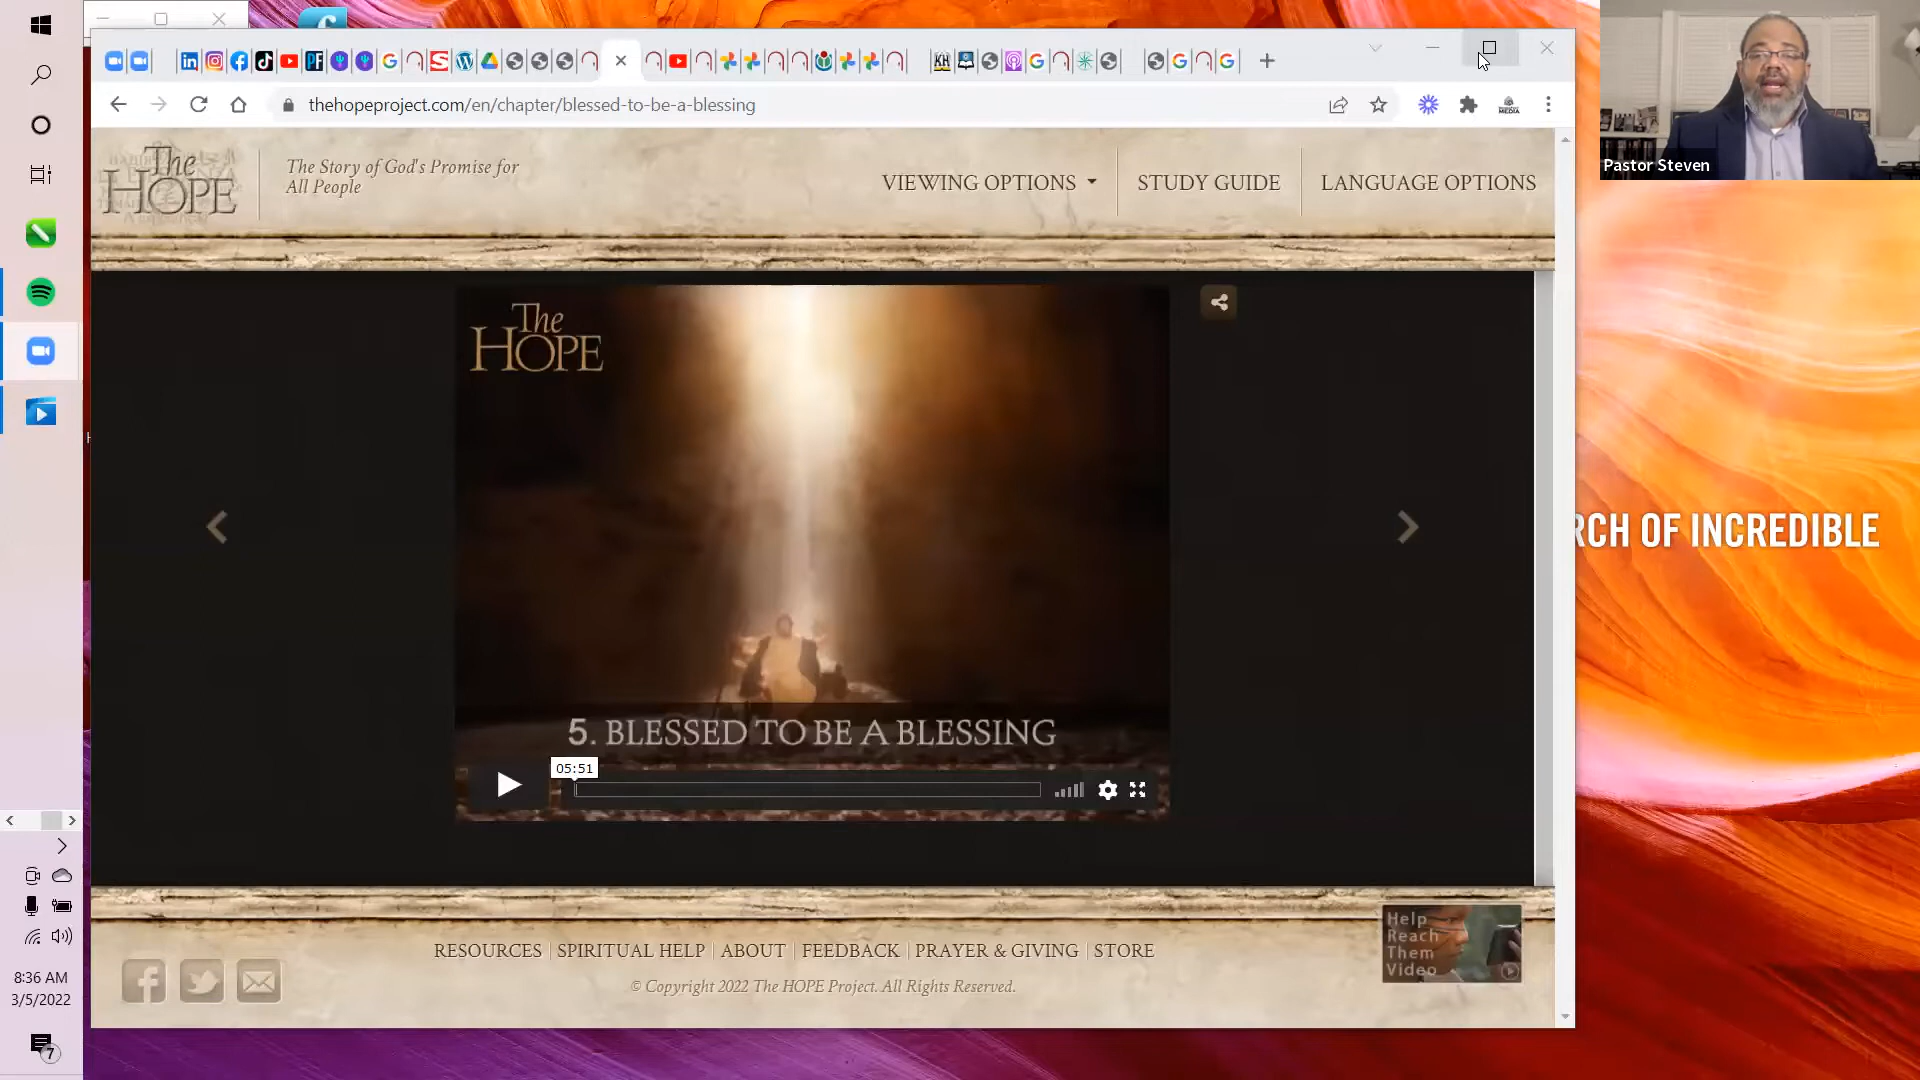 thehopeproject.com/en/chapter/blessed-to-be-a-blessing
The HOPE
The Story of God's Promise for
All People
VIEWING OPTIONS
STUDY GUIDE
LANGUAGE OPTIONS
Pastor Steven
The
HOPE
RCH OF INCREDIBLE
5. BLESSED TO BE A BLESSING
05:51
RESOURCES
SPIRITUAL HELP
ABOUT
FEEDBACK
PRAYER & GIVING
STORE
© Copyright 2022 The HOPE Project. All Rights Reserved.
Help
Reach
Them
Video
8:36 AM
3/5/2022
7